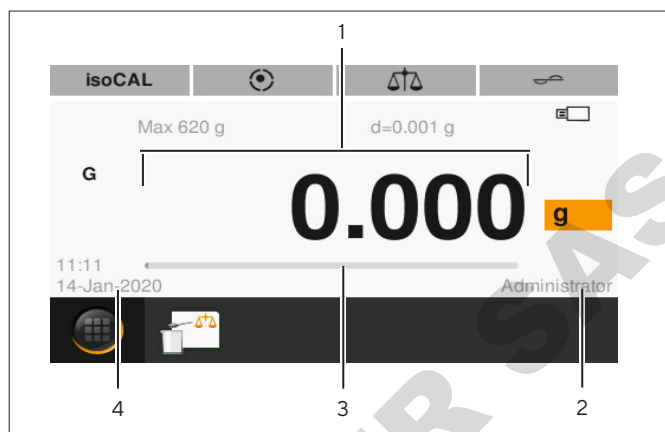 1
isoCAL
Max 620 g d=0.001 g
G
0.000 g
11:11
14-Jan-2020 Administrator
4 3 2